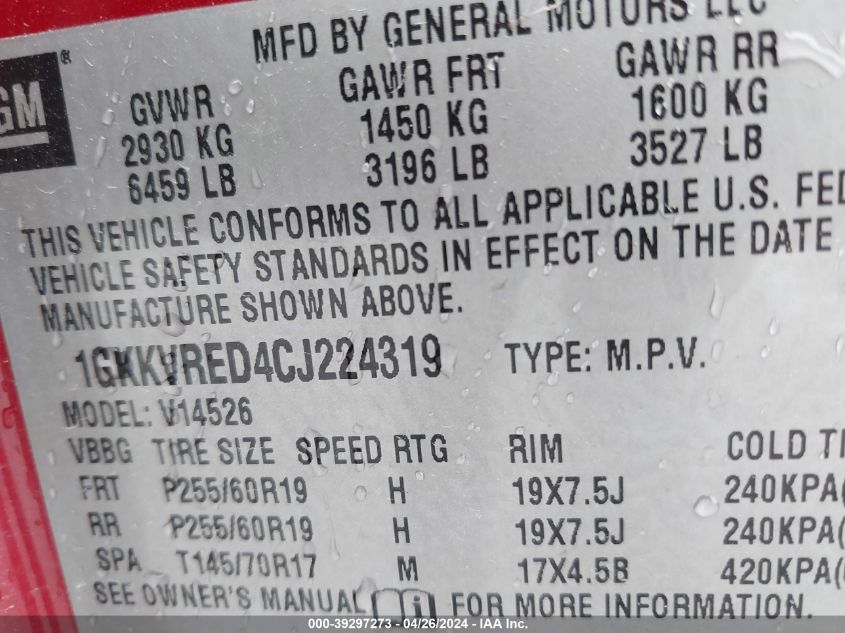 MFD BY GENERAL MOTORS LLC
GM ®
GVWR GAWR FRT GAWR RR
2930 KG 1450 KG 1600 KG
6459 LB 3196 LB 3527 LB
THIS VEHICLE CONFORMS TO ALL APPLICABLE U.S. FED
VEHICLE SAFETY STANDARDS IN EFFECT ON THE DATE
MANUFACTURE SHOWN ABOVE.
1GKKVRED4CJ224319 TYPE: M.P.V.
MODEL: V14526
VBBG TIRE SIZE SPEED RTG RIM COLD TI
FRT P255/60R19 H 19X7.5J 240KPA(
RR P255/60R19 H 19X7.5J 240KPA(
SPA T145/70R17 M 17X4.5B 420KPA(
SEE OWNER'S MANUAL i FOR MORE INFORMATION.
000-39297273 - 04/26/2024 - IAA Inc.